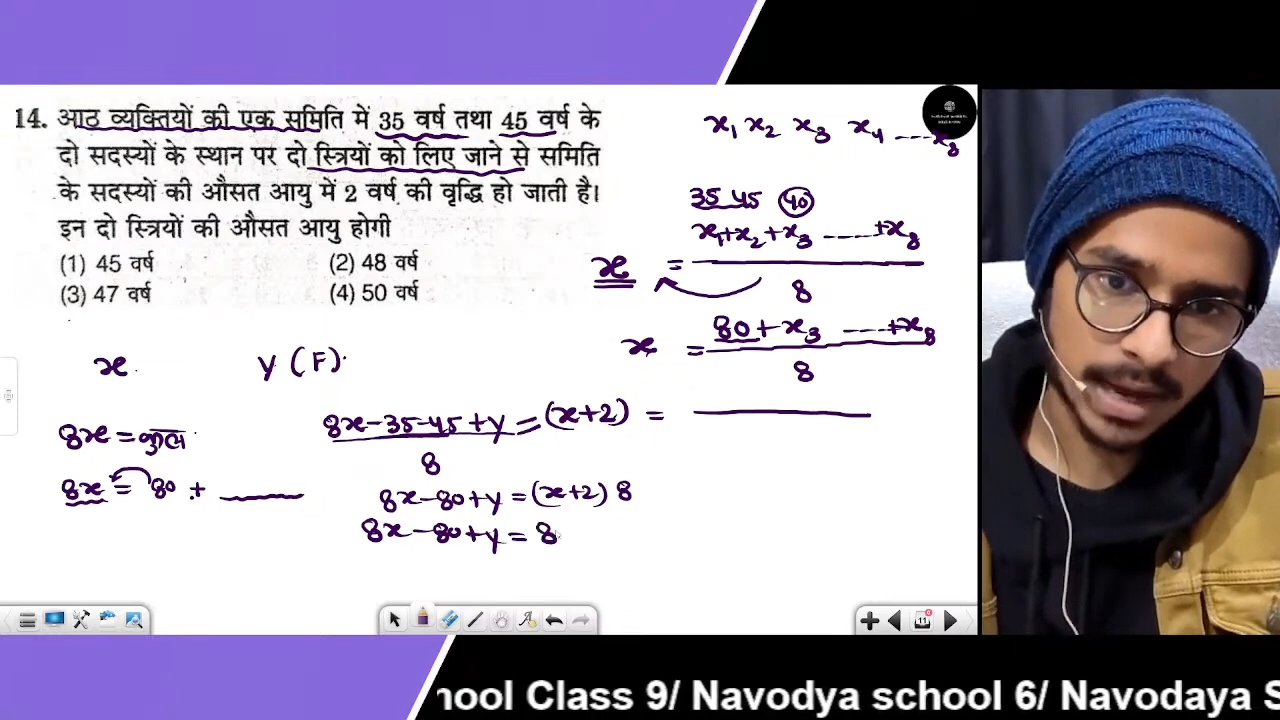 14. आठ व्यक्तियों की एक समिति में 35 वर्ष तथा 45 वर्ष के
दो सदस्यों के स्थान पर दो स्त्रियों को लिए जाने से समिति
के सदस्यों की औसत आयु में 2 वर्ष की वृद्धि हो जाती है।
इन दो स्त्रियों की औसत आयु होगी
(1) 45 वर्ष (2) 48 वर्ष
(3) 47 वर्ष (4) 50 वर्ष
x₁ x₂ x₃ x₄ ----x₈
35 45 40
x₁+x₂+x₃ ----+x₈
x =
8
80+x₃ ----+x₈
x =
8
x. Y (F).
8x = कुल
8x = 80 +
8x-35-45+y = (x+2) =
8
8x-80+y = (x+2) 8
8x-80+y = 8
11
hool Class 9/ Navodya school 6/ Navodaya S